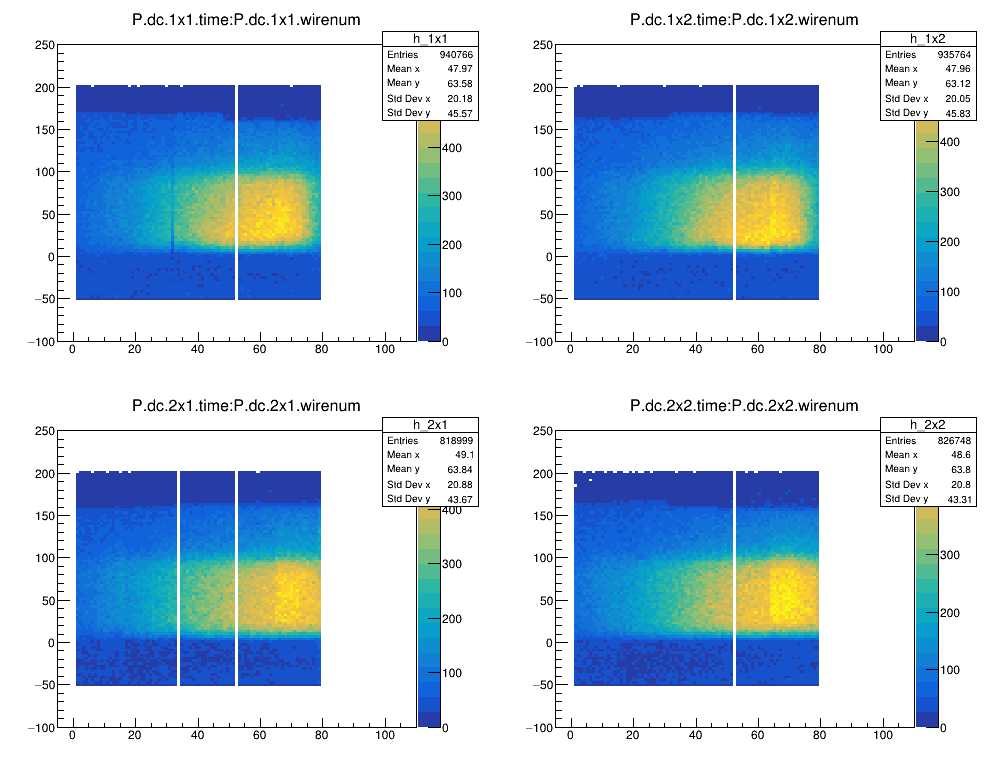 P.dc.1x1.time:P.dc.1x1.wirenum
h_1x1
Entries 940766
Mean x 47.97
Mean y 63.58
Std Dev x 20.18
Std Dev y 45.57
250
200
150
100
50
0
−50
−100
0 20 40 60 80 100
400
300
200
100
0
P.dc.1x2.time:P.dc.1x2.wirenum
h_1x2
Entries 935764
Mean x 47.96
Mean y 63.12
Std Dev x 20.05
Std Dev y 45.83
250
200
150
100
50
0
−50
−100
0 20 40 60 80 100
400
300
200
100
0
P.dc.2x1.time:P.dc.2x1.wirenum
h_2x1
Entries 818999
Mean x 49.1
Mean y 63.84
Std Dev x 20.88
Std Dev y 43.67
250
200
150
100
50
0
−50
−100
0 20 40 60 80 100
400
300
200
100
0
P.dc.2x2.time:P.dc.2x2.wirenum
h_2x2
Entries 826748
Mean x 48.6
Mean y 63.8
Std Dev x 20.8
Std Dev y 43.31
250
200
150
100
50
0
−50
−100
0 20 40 60 80 100
300
200
100
0